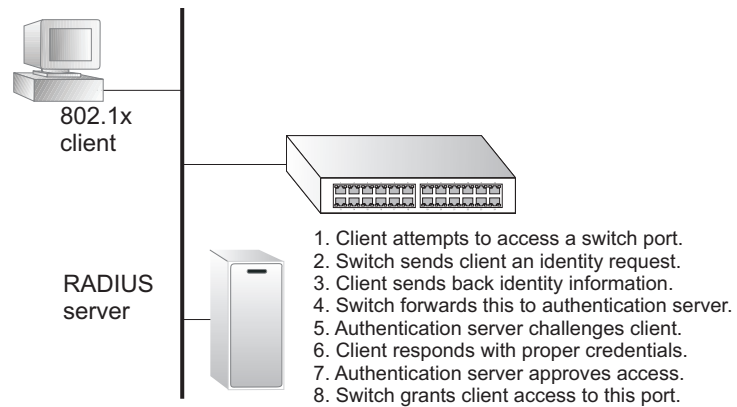 802.1x
client
RADIUS
server
1. Client attempts to access a switch port.
2. Switch sends client an identity request.
3. Client sends back identity information.
4. Switch forwards this to authentication server.
5. Authentication server challenges client.
6. Client responds with proper credentials.
7. Authentication server approves access.
8. Switch grants client access to this port.